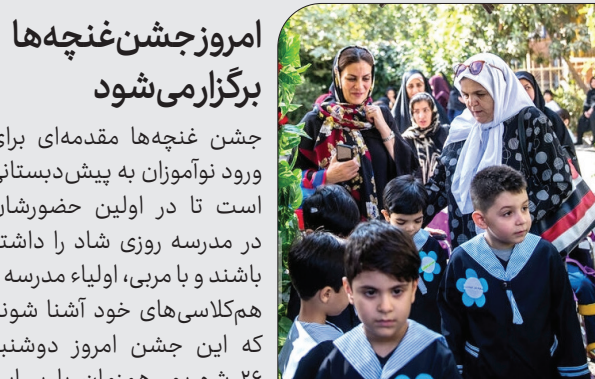 امروز جشن غنچه‌ها
برگزار می‌شود
جشن غنچه‌ها مقدمه‌ای برای
ورود نوآموزان به پیش‌دبستانی
است تا در اولین حضورشان
در مدرسه روزی شاد را داشته
باشند و با مربی، اولیاء مدرسه
هم‌کلاسی‌های خود آشنا شوند
که این جشن امروز دوشنبه